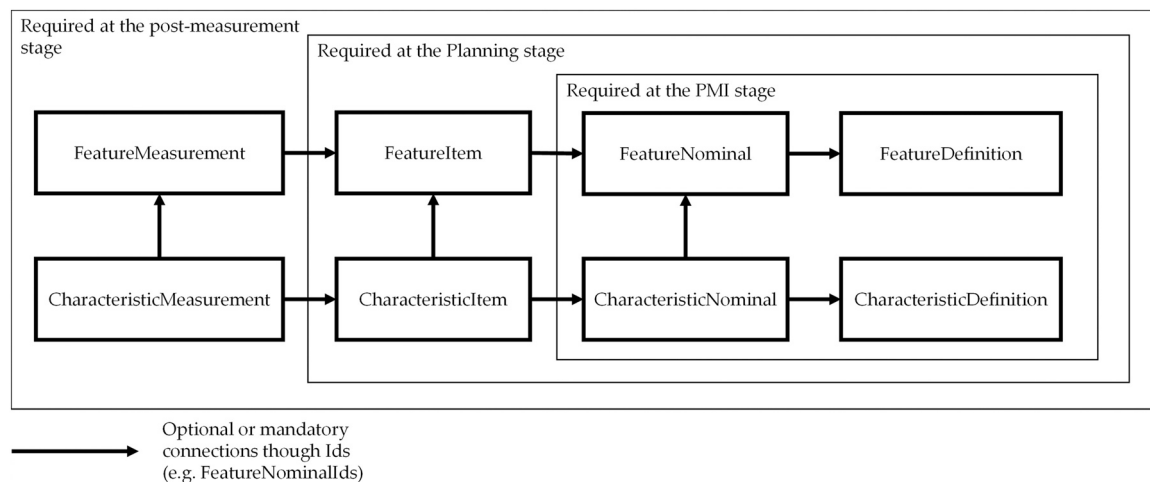 Required at the post-measurement
stage
Required at the Planning stage
Required at the PMI stage
FeatureMeasurement
FeatureItem
FeatureNominal
FeatureDefinition
CharacteristicMeasurement
CharacteristicItem
CharacteristicNominal
CharacteristicDefinition
Optional or mandatory
connections though Ids
(e.g. FeatureNominalIds)